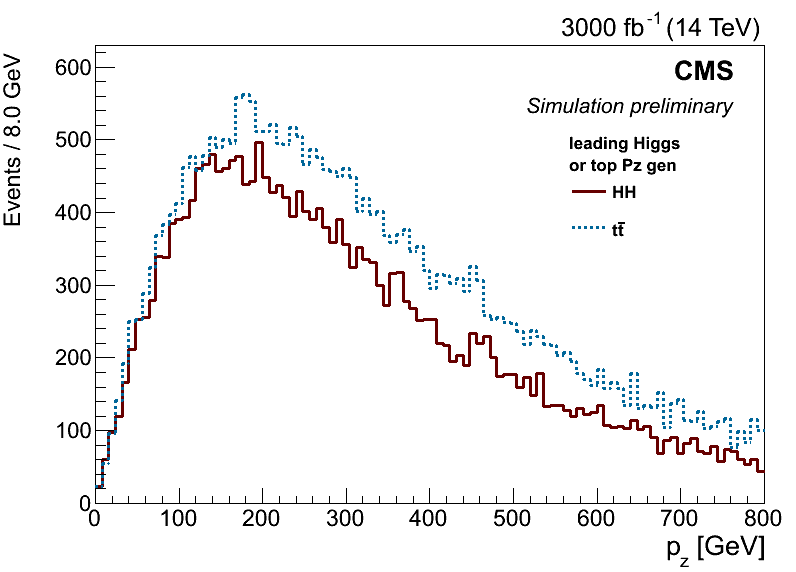 3000 fb⁻¹ (14 TeV)
CMS
Simulation preliminary
leading Higgs
or top Pz gen
HH
tt̄
Events / 8.0 GeV
600
500
400
300
200
100
0
0 100 200 300 400 500 600 700 800
p_z [GeV]